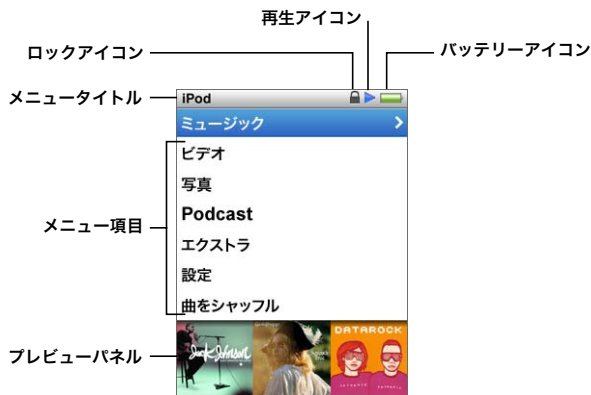 再生アイコン
ロックアイコン
バッテリーアイコン
メニュータイトル
iPod
ミュージック
ビデオ
写真
メニュー項目
Podcast
エクストラ
設定
曲をシャッフル
プレビューパネル
Jack Johnson
DATAROCK